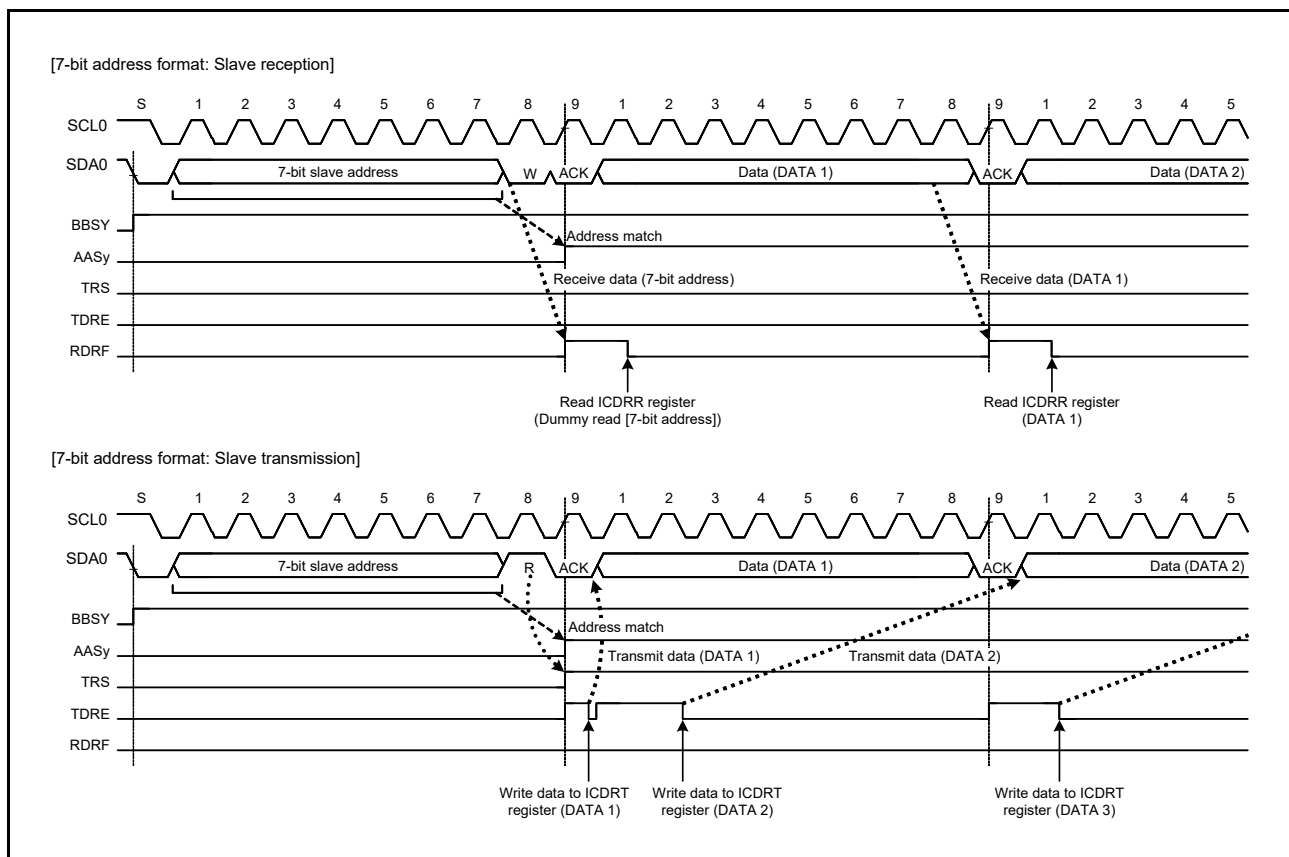 [7-bit address format: Slave reception]
S 1 2 3 4 5 6 7 8 9 1 2 3 4 5 6 7 8 9 1 2 3 4 5
SCL0
SDA0 7-bit slave address W ACK Data (DATA 1) ACK Data (DATA 2)
BBSY
Address match
AASy
Receive data (7-bit address) Receive data (DATA 1)
TRS
TDRE
RDRF
Read ICDRR register Read ICDRR register
(Dummy read [7-bit address]) (DATA 1)
[7-bit address format: Slave transmission]
S 1 2 3 4 5 6 7 8 9 1 2 3 4 5 6 7 8 9 1 2 3 4 5
SCL0
SDA0 7-bit slave address R ACK Data (DATA 1) ACK Data (DATA 2)
BBSY
Address match
AASy
Transmit data (DATA 1) Transmit data (DATA 2)
TRS
TDRE
RDRF
Write data to ICDRT Write data to ICDRT Write data to ICDRT
register (DATA 1) register (DATA 2) register (DATA 3)